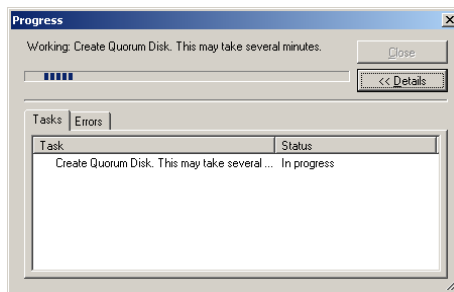 Progress
Working: Create Quorum Disk. This may take several minutes.
Close
<< Details
Tasks Errors
Task Status
Create Quorum Disk. This may take several ... In progress